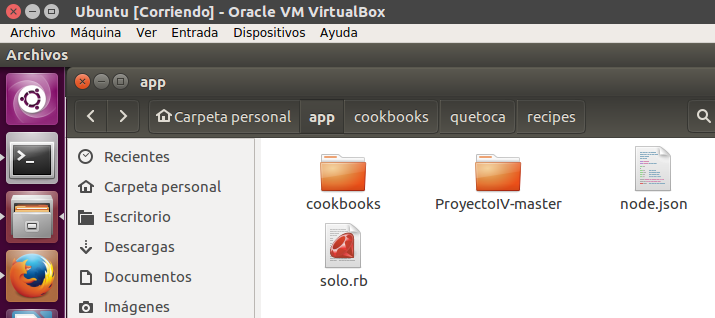 Ubuntu [Corriendo] - Oracle VM VirtualBox
Archivo Máquina Ver Entrada Dispositivos Ayuda
Archivos
app
Carpeta personal app cookbooks quetoca recipes
Recientes
Carpeta personal
Escritorio
Descargas
Documentos
Imágenes
cookbooks ProyectoIV-master node.json
solo.rb